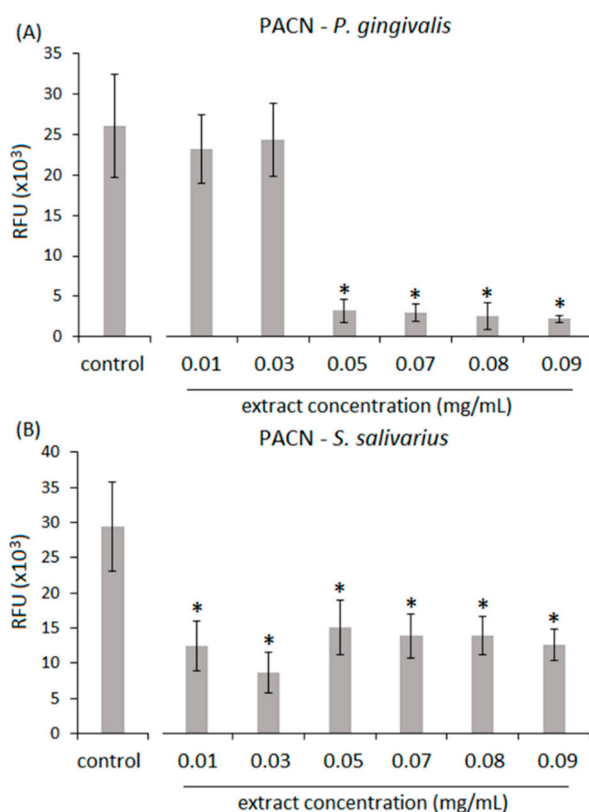 (A)
PACN - P. gingivalis
35
30
25
20
15
10
5
0
RFU (x10³)
* * * *
control 0.01 0.03 0.05 0.07 0.08 0.09
extract concentration (mg/mL)
(B)
PACN - S. salivarius
40
35
30
25
20
15
10
5
0
RFU (x10³)
* * * * * *
control 0.01 0.03 0.05 0.07 0.08 0.09
extract concentration (mg/mL)